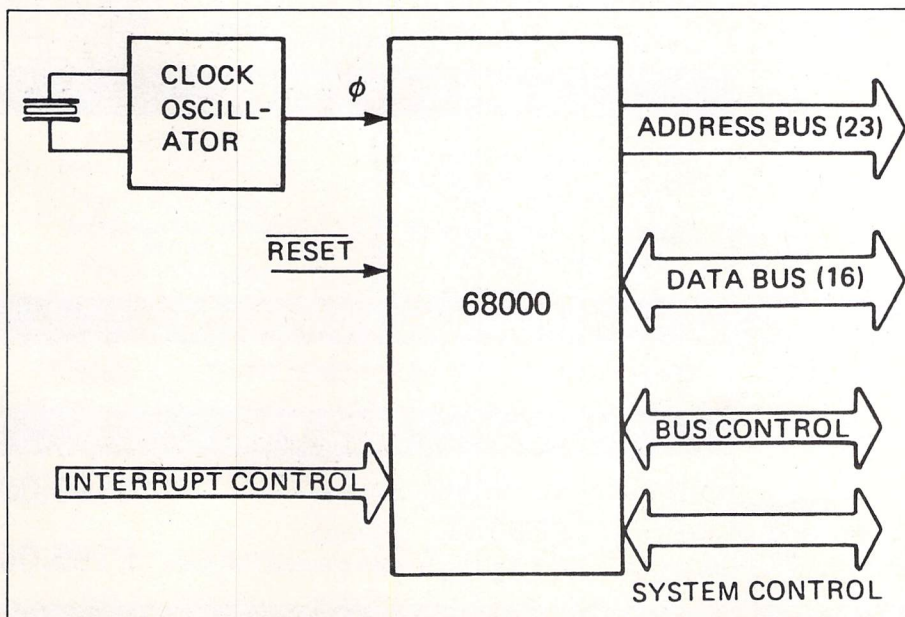 CLOCK
OSCILL-
ATOR
φ
ADDRESS BUS (23)
RESET
DATA BUS (16)
68000
BUS CONTROL
INTERRUPT CONTROL
SYSTEM CONTROL